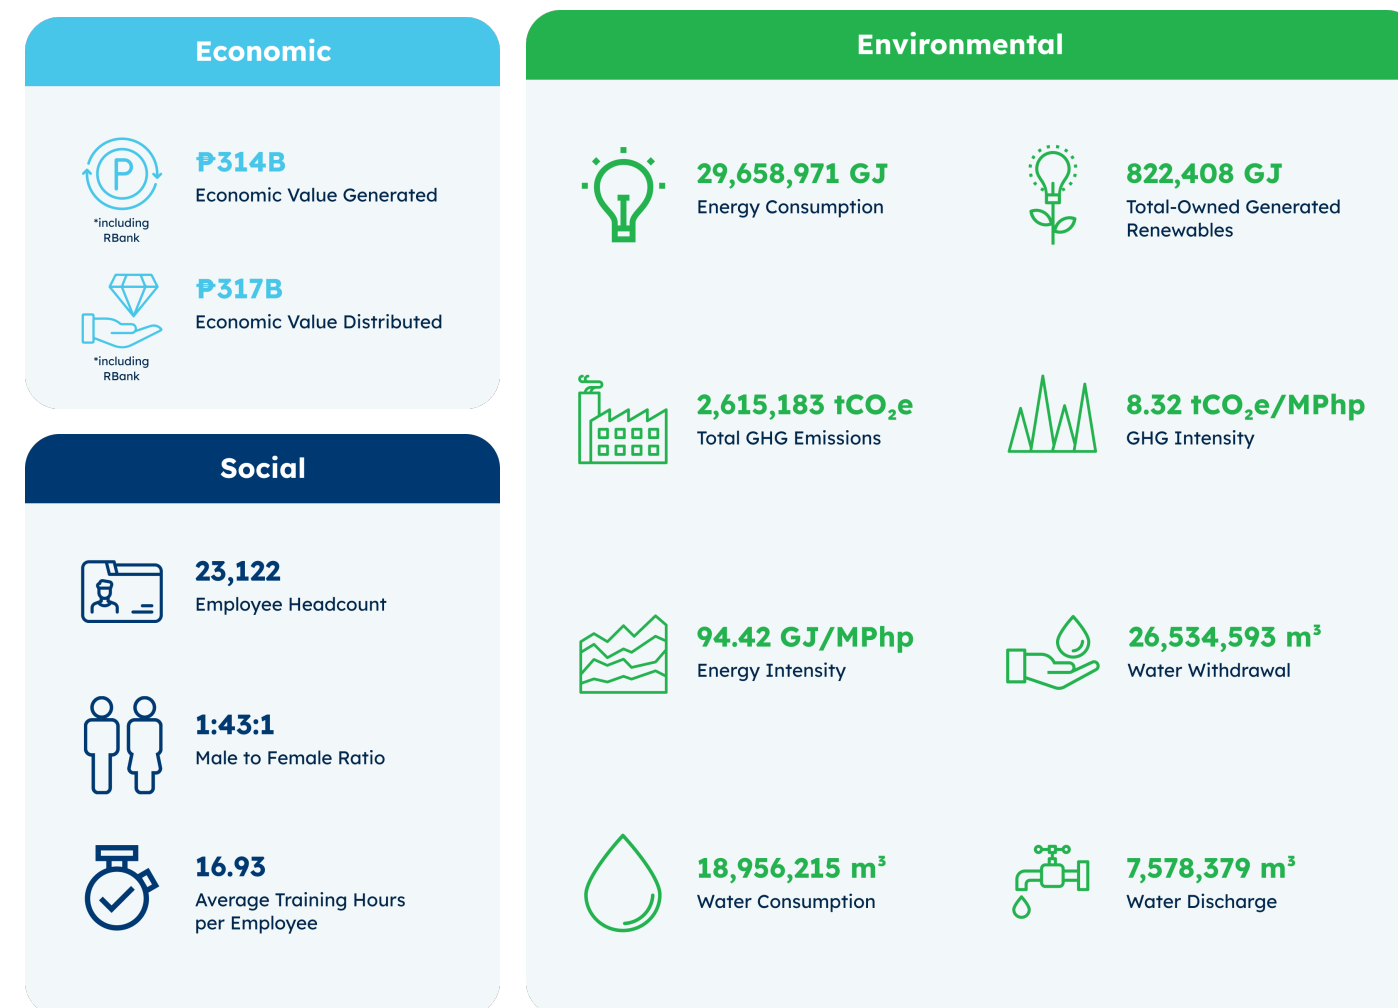 Economic
₱314B
Economic Value Generated
*including
RBank
₱317B
Economic Value Distributed
*including
RBank
Social
23,122
Employee Headcount
1:43:1
Male to Female Ratio
16.93
Average Training Hours
per Employee
Environmental
29,658,971 GJ
Energy Consumption
822,408 GJ
Total-Owned Generated
Renewables
2,615,183 tCO₂e
Total GHG Emissions
8.32 tCO₂e/MPhp
GHG Intensity
94.42 GJ/MPhp
Energy Intensity
26,534,593 m³
Water Withdrawal
18,956,215 m³
Water Consumption
7,578,379 m³
Water Discharge